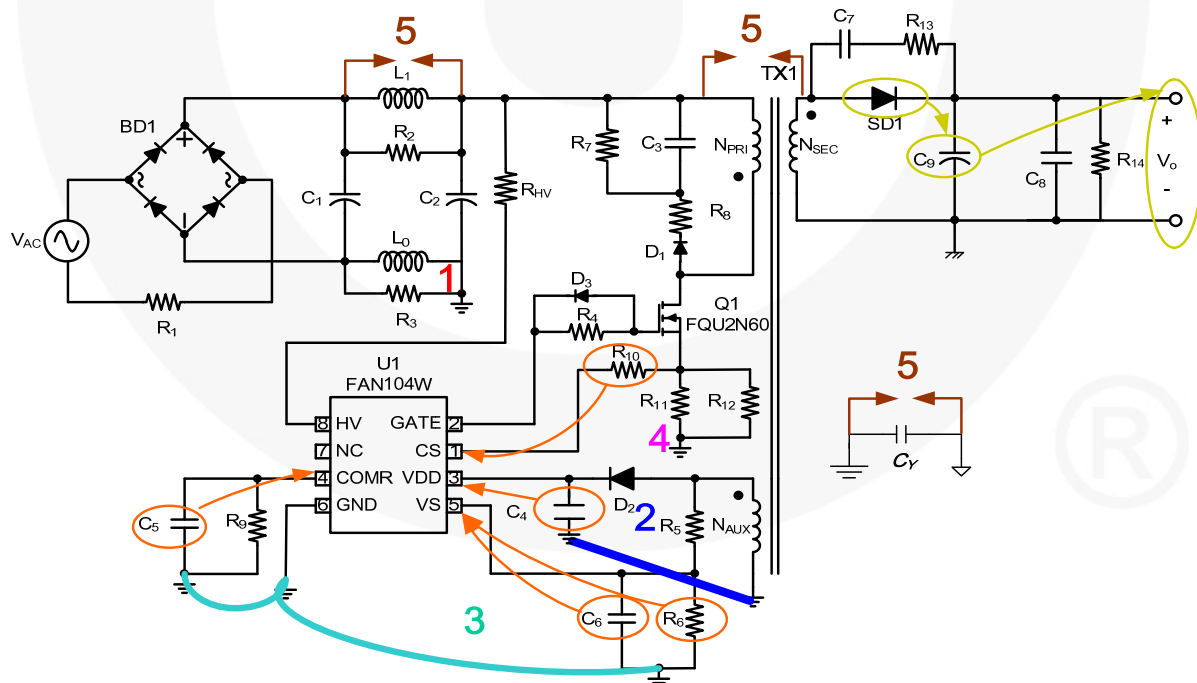 5
5
C7
R13
L1
TX1
BD1
R2
R7
C3
NPRI
NSEC
SD1
C9
C8
R14
+
Vo
-
C1
C2
RHV
R8
VAC
L0
1
D1
R1
R3
D3
R4
Q1
FQU2N60
R10
U1
FAN104W
R11
R12
4
5
CY
8 HV GATE 2
7 NC CS 1
4 COMR VDD 3
6 GND VS 5
C5
R9
C4
D2
2
R5
NAUX
3
C6
R6
®